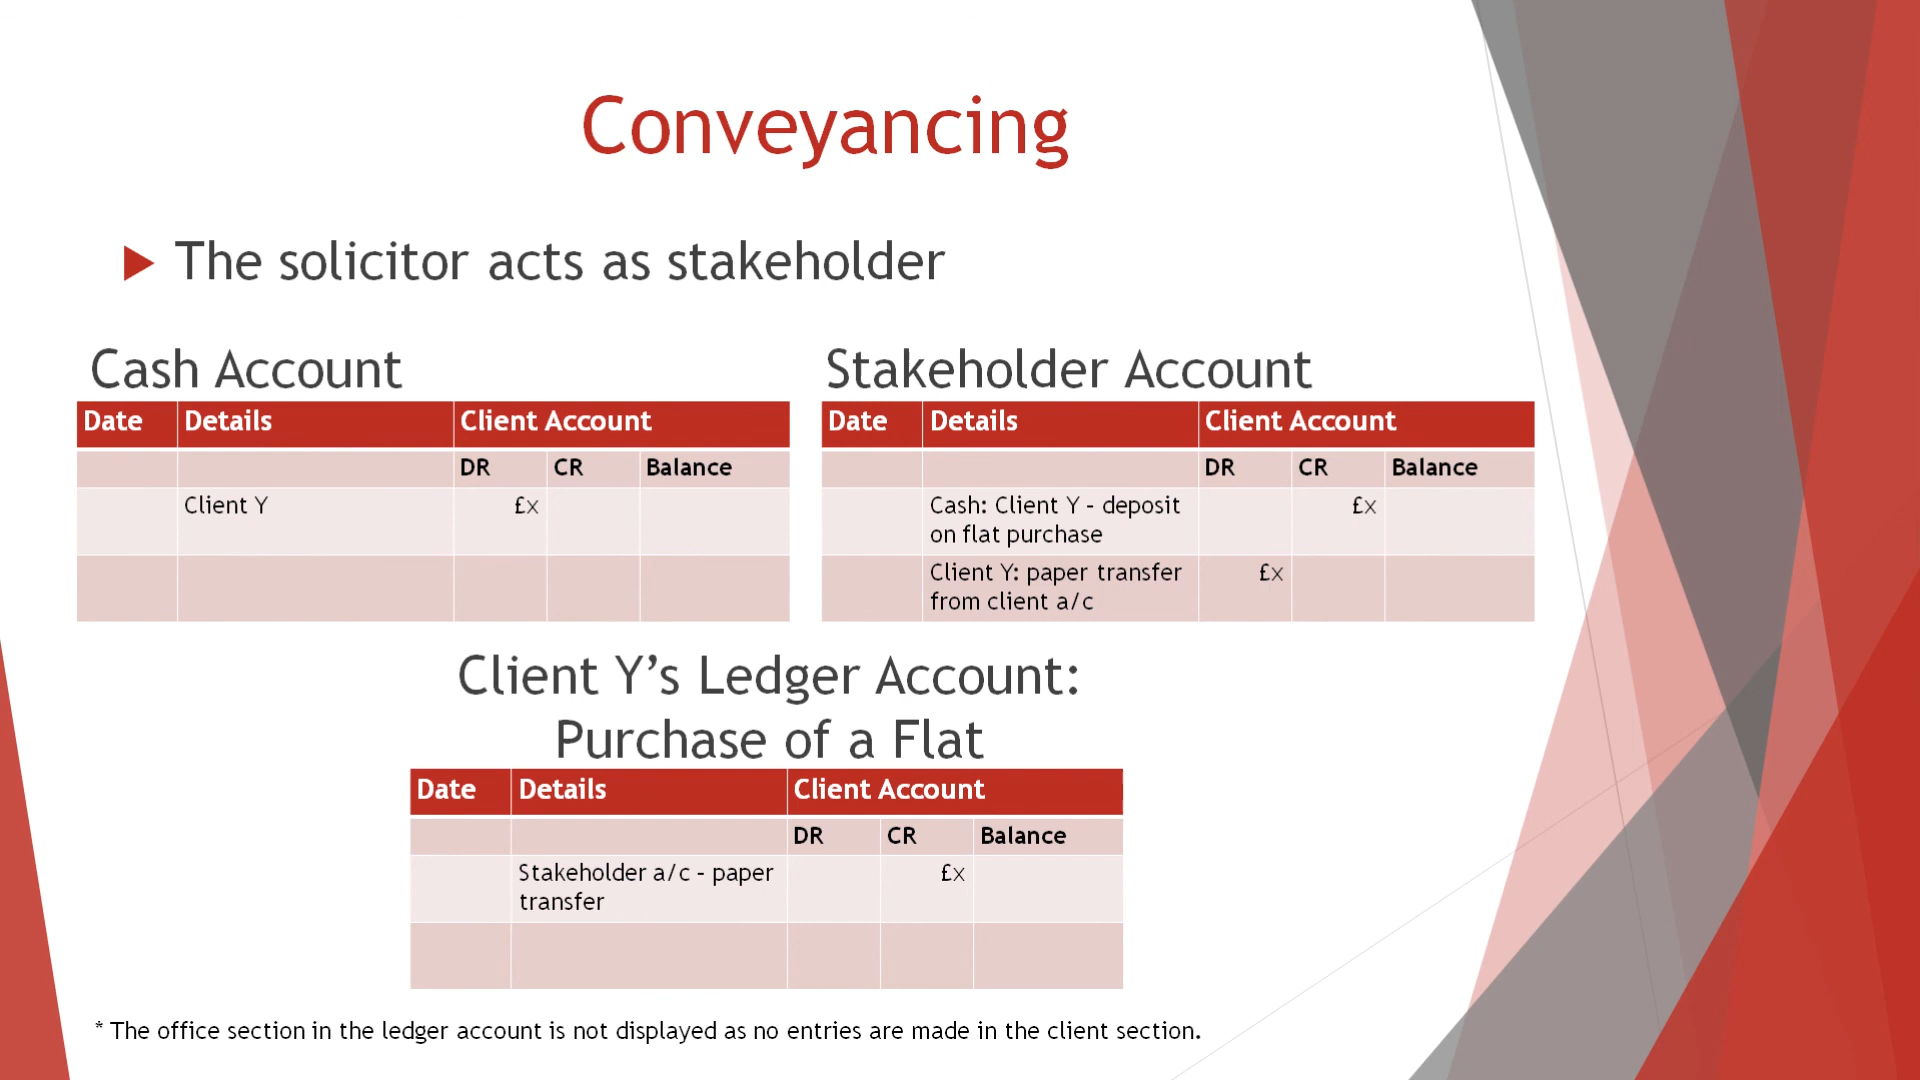 Conveyancing
The solicitor acts as stakeholder
Cash Account
Date Details Client Account
DR CR Balance
Client Y £x
Stakeholder Account
Date Details Client Account
DR CR Balance
Cash: Client Y - deposit £x
on flat purchase
Client Y: paper transfer £x
from client a/c
Client Y’s Ledger Account:
Purchase of a Flat
Date Details Client Account
DR CR Balance
Stakeholder a/c - paper £x
transfer
* The office section in the ledger account is not displayed as no entries are made in the client section.